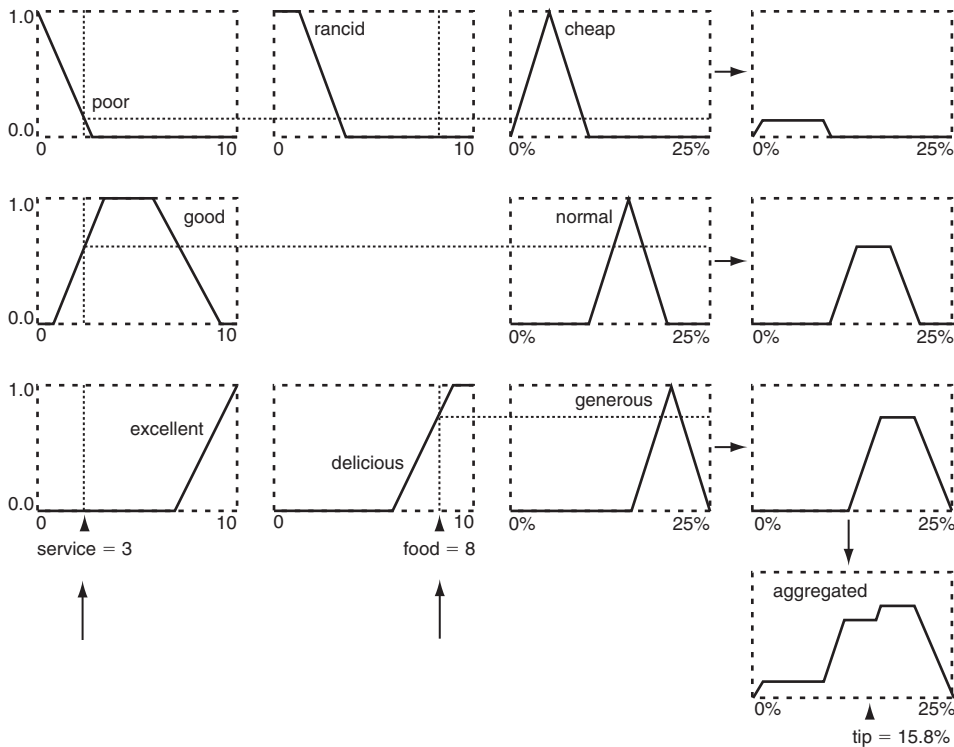 1.0
rancid
cheap
poor
0.0
0 10 0 10 0% 25% 0% 25%
1.0
good
normal
0.0
0 10 0% 25% 0% 25%
1.0
generous
excellent
delicious
0.0
0 10 0 10 0% 25% 0% 25%
service = 3
food = 8
aggregated
0% 25%
tip = 15.8%